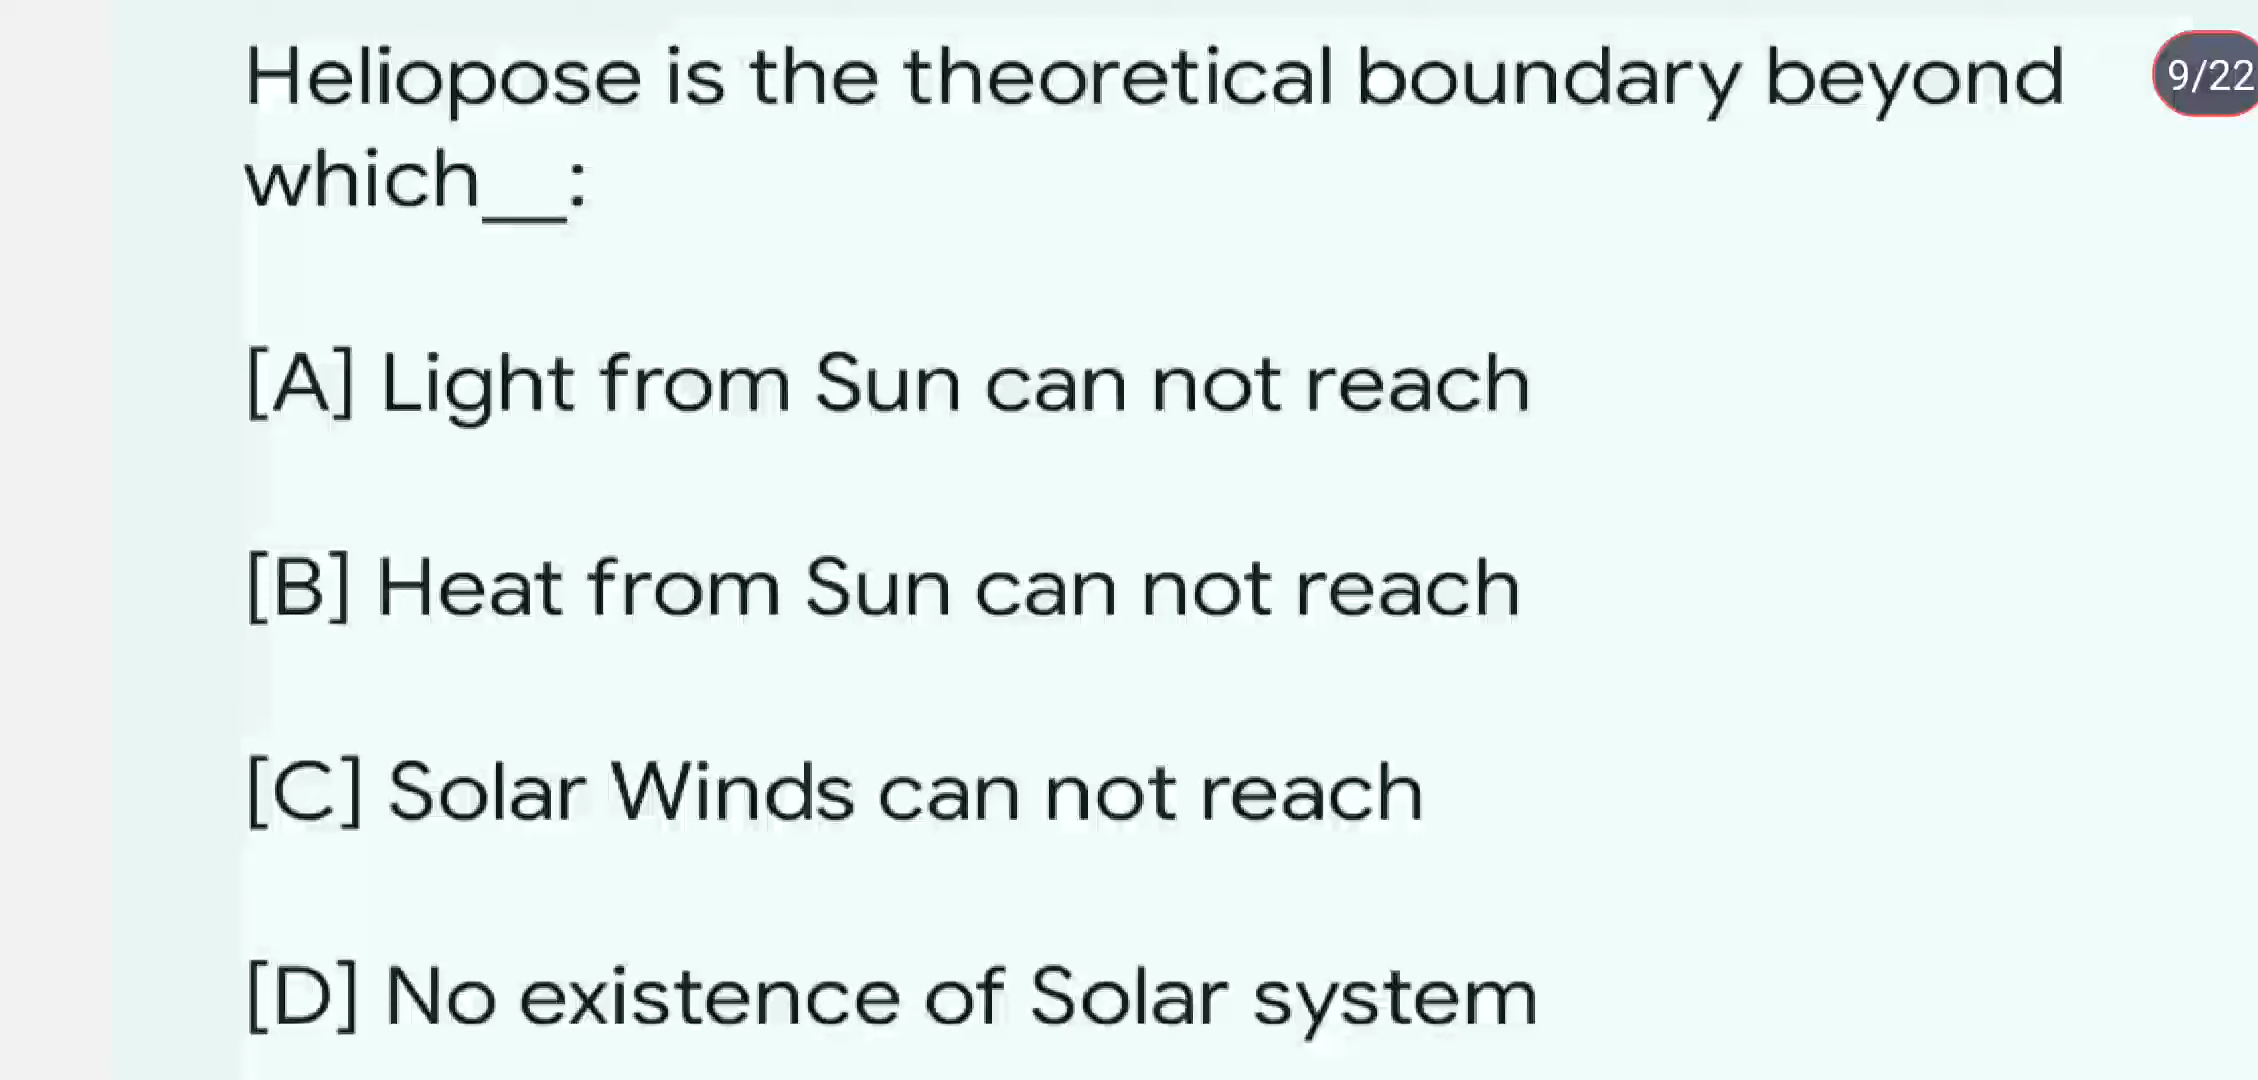 Heliopose is the theoretical boundary beyond
9/22
which__:
[A] Light from Sun can not reach
[B] Heat from Sun can not reach
[C] Solar Winds can not reach
[D] No existence of Solar system